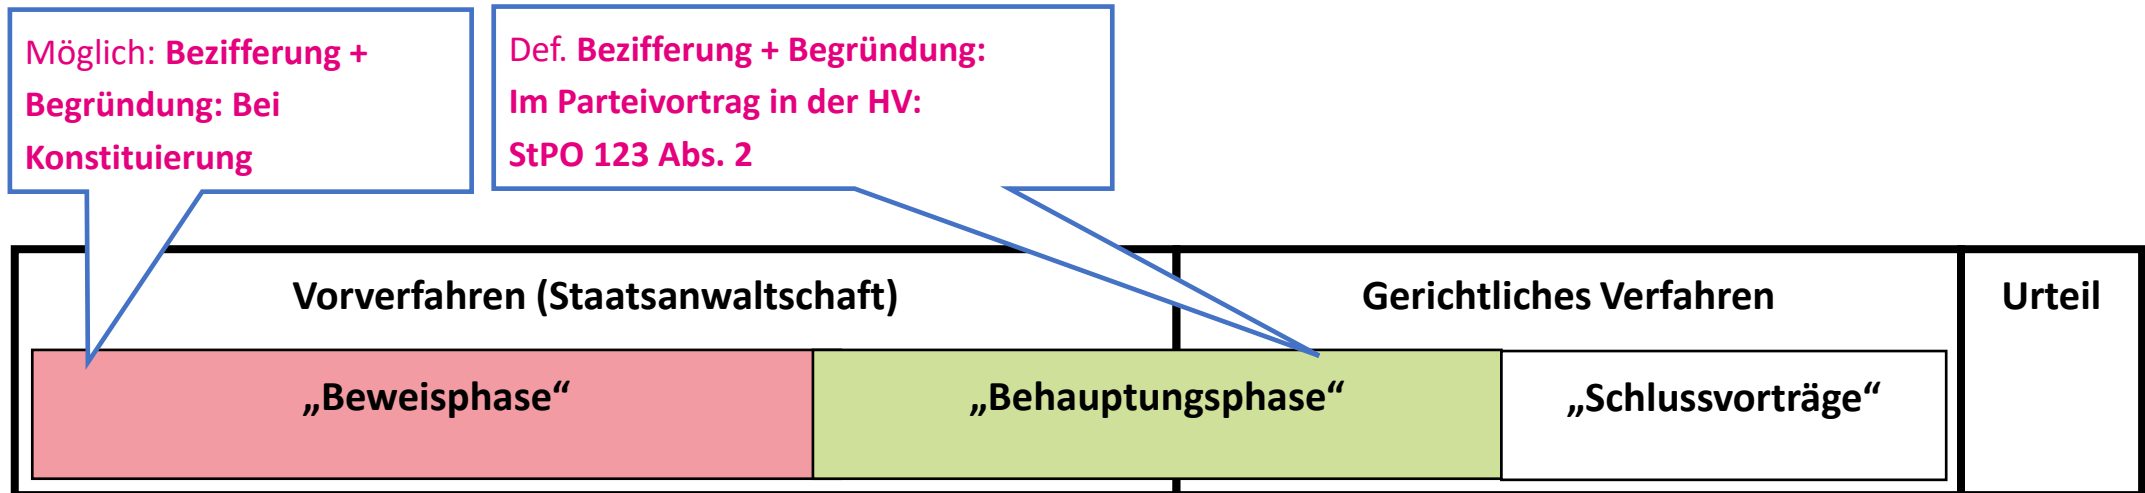 Möglich: Bezifferung +
Begründung: Bei
Konstituierung
Def. Bezifferung + Begründung:
Im Parteivortrag in der HV:
StPO 123 Abs. 2
Vorverfahren (Staatsanwaltschaft)
Gerichtliches Verfahren
Urteil
„Beweisphase“
„Behauptungsphase“
„Schlussvorträge“